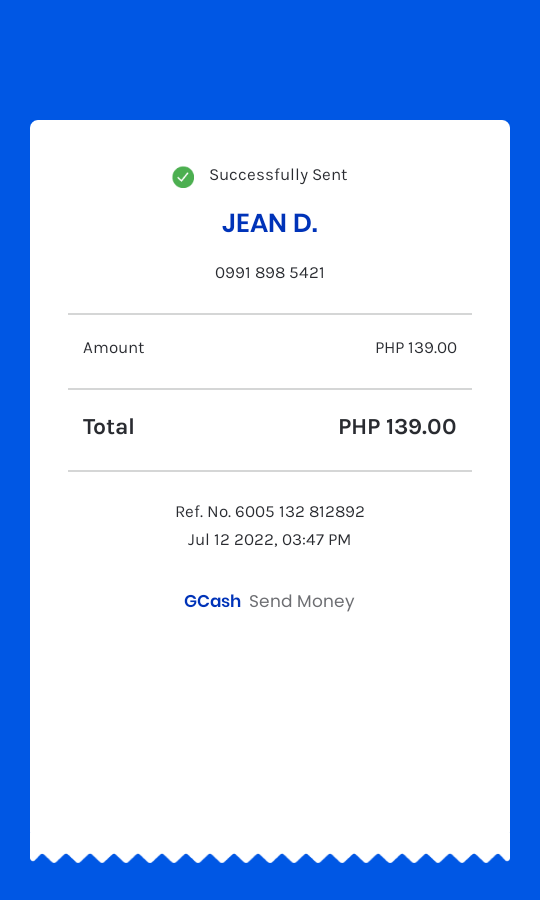 Successfully Sent
JEAN D.
0991 898 5421
Amount PHP 139.00
Total PHP 139.00
Ref. No. 6005 132 812892
Jul 12 2022, 03:47 PM
GCash Send Money